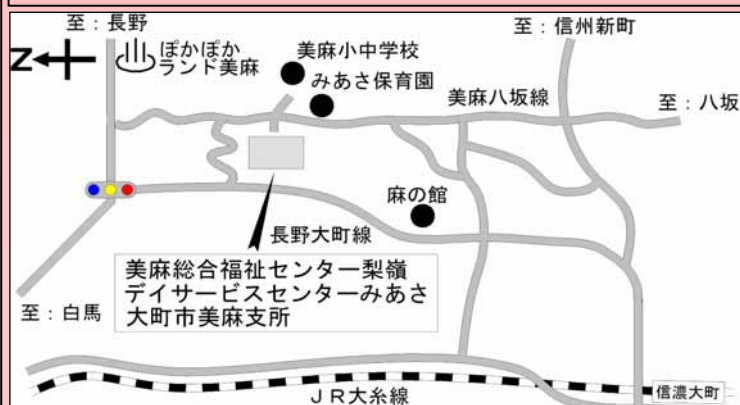 至:長野
至:信州新町
N
ぽかぽか
ランド美麻
美麻小中学校
みあさ保育園
美麻八坂線
至:八坂
麻の館
長野大町線
美麻総合福祉センター梨嶺
デイサービスセンターみあさ
大町市美麻支所
至:白馬
JR大糸線
信濃大町